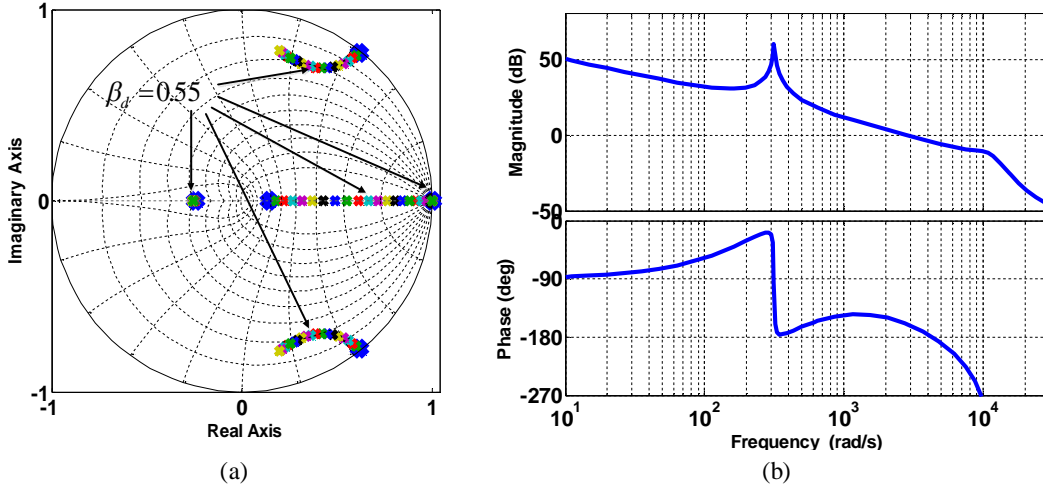 1
Imaginary Axis
0
-1
β_d = 0.55
-1
0
1
Real Axis
(a)
Magnitude (dB)
50
0
-50
Phase (deg)
0
-90
-180
-270
10^1
10^2
10^3
10^4
Frequency (rad/s)
(b)